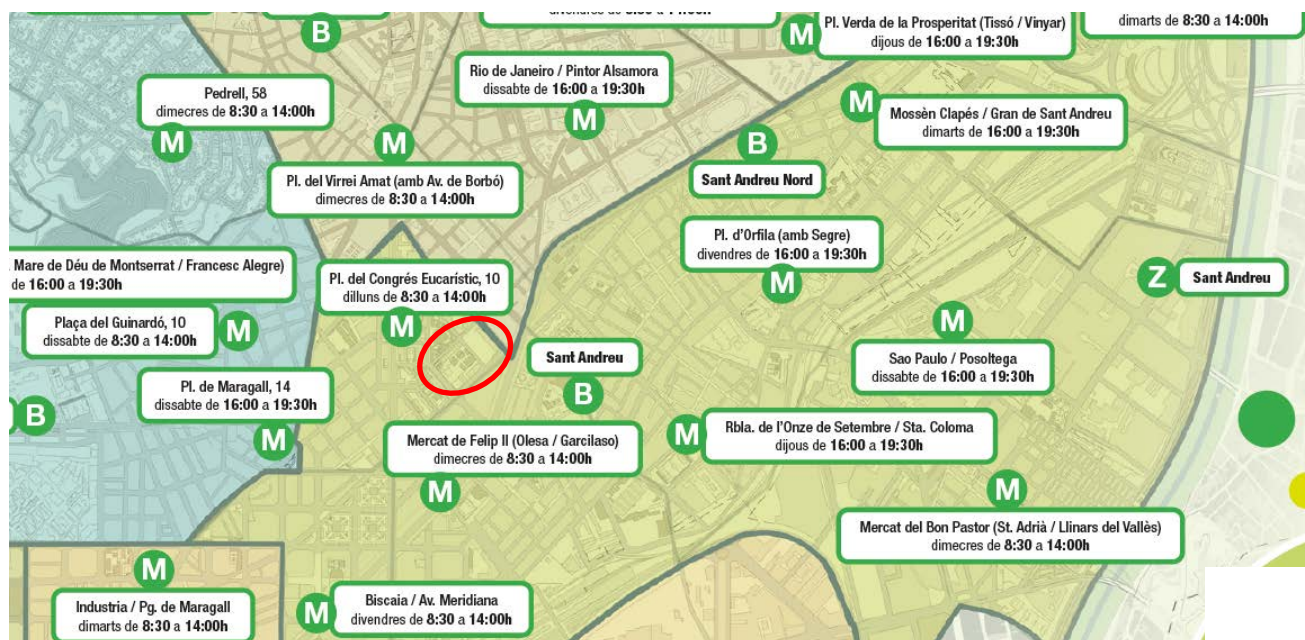 divendres de 8:30 a 14:00h
B
Pl. Verda de la Prosperitat (Tissó / Vinyar)
dijous de 16:00 a 19:30h
M
dimarts de 8:30 a 14:00h
Pedrell, 58
dimecres de 8:30 a 14:00h
M
Rio de Janeiro / Pintor Alsamora
dissabte de 16:00 a 19:30h
M
M
Mossèn Clapés / Gran de Sant Andreu
dimarts de 16:00 a 19:30h
M
Pl. del Virrei Amat (amb Av. de Borbó)
dimecres de 8:30 a 14:00h
B
Sant Andreu Nord
Pl. d'Orfila (amb Segre)
divendres de 16:00 a 19:30h
M
Mare de Déu de Montserrat / Francesc Alegre)
de 16:00 a 19:30h
Pl. del Congrés Eucarístic, 10
dilluns de 8:30 a 14:00h
M
Z
Sant Andreu
Plaça del Guinardó, 10
dissabte de 8:30 a 14:00h
M
Sant Andreu
B
M
Sao Paulo / Posoltega
dissabte de 16:00 a 19:30h
Pl. de Maragall, 14
dissabte de 16:00 a 19:30h
M
B
Mercat de Felip II (Olesa / Garcilaso)
dimecres de 8:30 a 14:00h
M
M
Rbla. de l'Onze de Setembre / Sta. Coloma
dijous de 16:00 a 19:30h
M
Mercat del Bon Pastor (St. Adrià / Llinars del Vallès)
dimecres de 8:30 a 14:00h
M
Industria / Pg. de Maragall
dimarts de 8:30 a 14:00h
M
Biscaia / Av. Meridiana
divendres de 8:30 a 14:00h